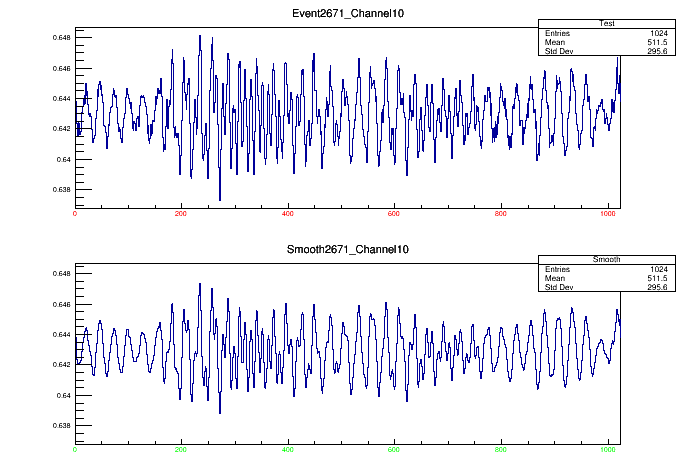 Event2671_Channel10
Test
Entries 1024
Mean 511.5
Std Dev 295.6
0.648
0.646
0.644
0.642
0.64
0.638
0 200 400 600 800 1000
Smooth2671_Channel10
Smooth
Entries 1024
Mean 511.5
Std Dev 295.6
0.648
0.646
0.644
0.642
0.64
0.638
0 200 400 600 800 1000